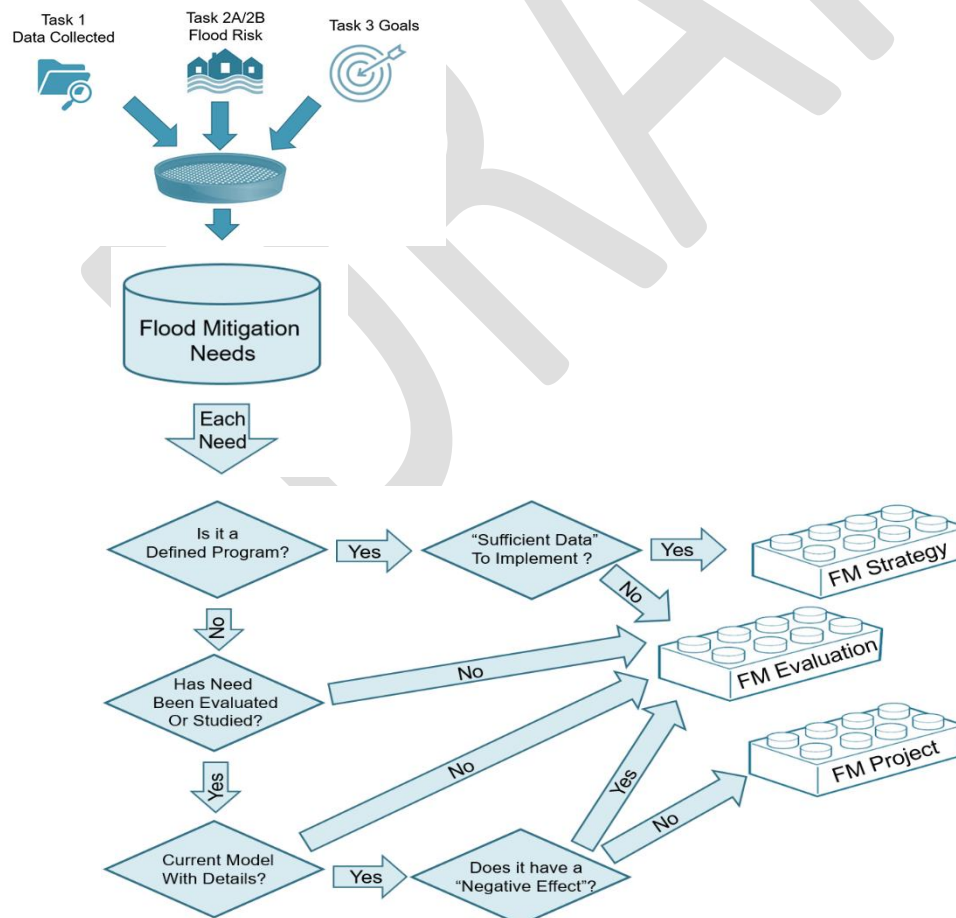 Task 1
Data Collected
Task 2A/2B
Flood Risk
Task 3 Goals
Flood Mitigation
Needs
Each
Need
Is it a
Defined Program?
Yes
“Sufficient Data”
To Implement ?
Yes
FM Strategy
No
No
FM Evaluation
Has Need
Been Evaluated
Or Studied?
No
Yes
No
Yes
FM Project
No
Current Model
With Details?
Yes
Does it have a
“Negative Effect”?